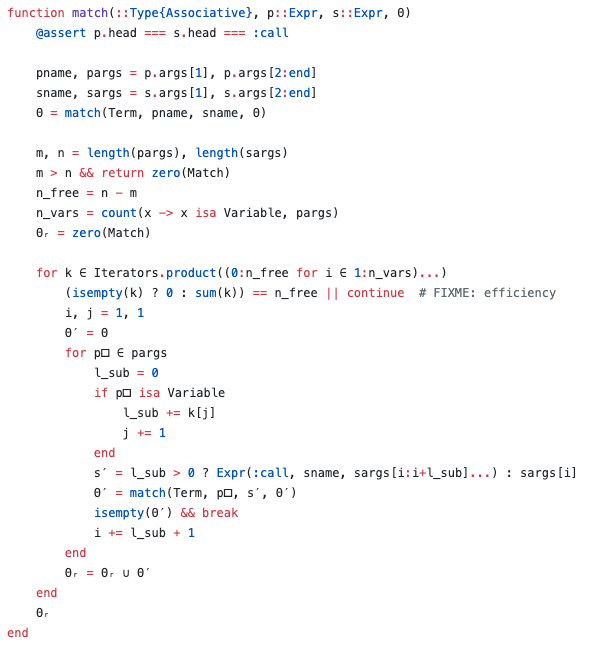 function match(::Type{Associative}, p::Expr, s::Expr, Θ)
    @assert p.head === s.head === :call

    pname, pargs = p.args[1], p.args[2:end]
    sname, sargs = s.args[1], s.args[2:end]
    Θ = match(Term, pname, sname, Θ)

    m, n = length(pargs), length(sargs)
    m > n && return zero(Match)
    n_free = n - m
    n_vars = count(x -> x isa Variable, pargs)
    Θᵣ = zero(Match)

    for k ∈ Iterators.product((0:n_free for i ∈ 1:n_vars)...)
        (isempty(k) ? 0 : sum(k)) == n_free || continue  # FIXME: efficiency
        i, j = 1, 1
        Θ′ = Θ
        for p□ ∈ pargs
            l_sub = 0
            if p□ isa Variable
                l_sub += k[j]
                j += 1
            end
            s′ = l_sub > 0 ? Expr(:call, sname, sargs[i:i+l_sub]...) : sargs[i]
            Θ′ = match(Term, p□, s′, Θ′)
            isempty(Θ′) && break
            i += l_sub + 1
        end
        Θᵣ = Θᵣ ∪ Θ′
    end
    Θᵣ
end